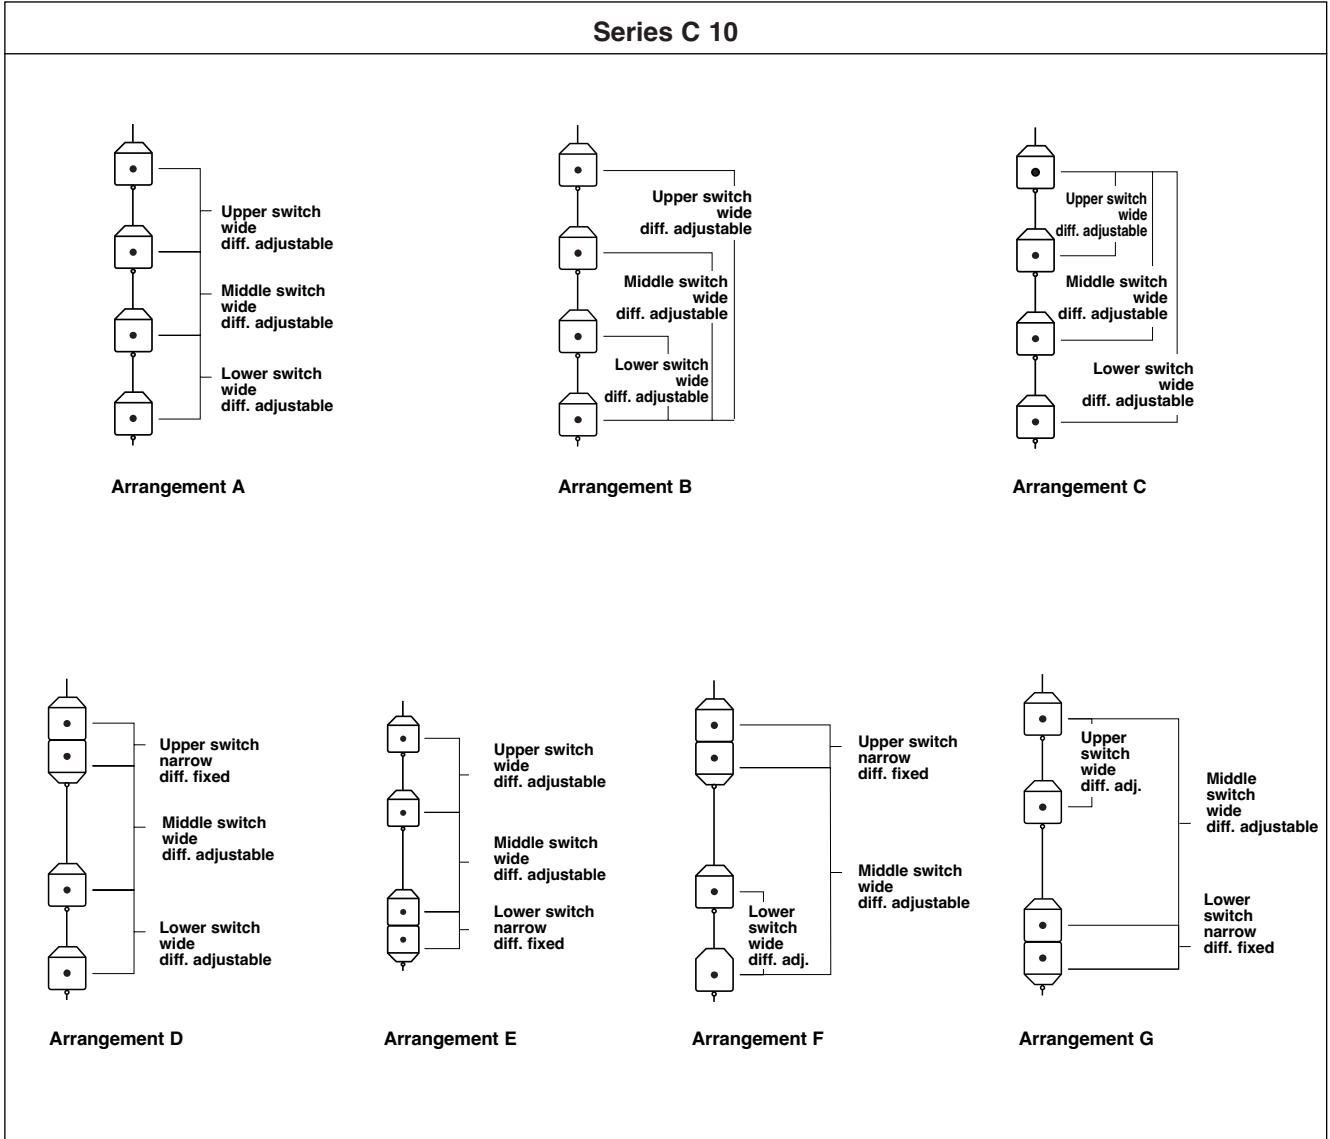 Series C 10
Upper switch
wide
diff. adjustable
Middle switch
wide
diff. adjustable
Lower switch
wide
diff. adjustable
Arrangement A
Upper switch
wide
diff. adjustable
Middle switch
wide
diff. adjustable
Lower switch
wide
diff. adjustable
Arrangement B
Upper switch
wide
diff. adjustable
Middle switch
wide
diff. adjustable
Lower switch
wide
diff. adjustable
Arrangement C
Upper switch
narrow
diff. fixed
Middle switch
wide
diff. adjustable
Lower switch
wide
diff. adjustable
Arrangement D
Upper switch
wide
diff. adjustable
Middle switch
wide
diff. adjustable
Lower switch
narrow
diff. fixed
Arrangement E
Upper switch
narrow
diff. fixed
Middle switch
wide
diff. adjustable
Lower
switch
wide
diff. adj.
Arrangement F
Upper
switch
wide
diff. adj.
Middle
switch
wide
diff. adjustable
Lower
switch
narrow
diff. fixed
Arrangement G